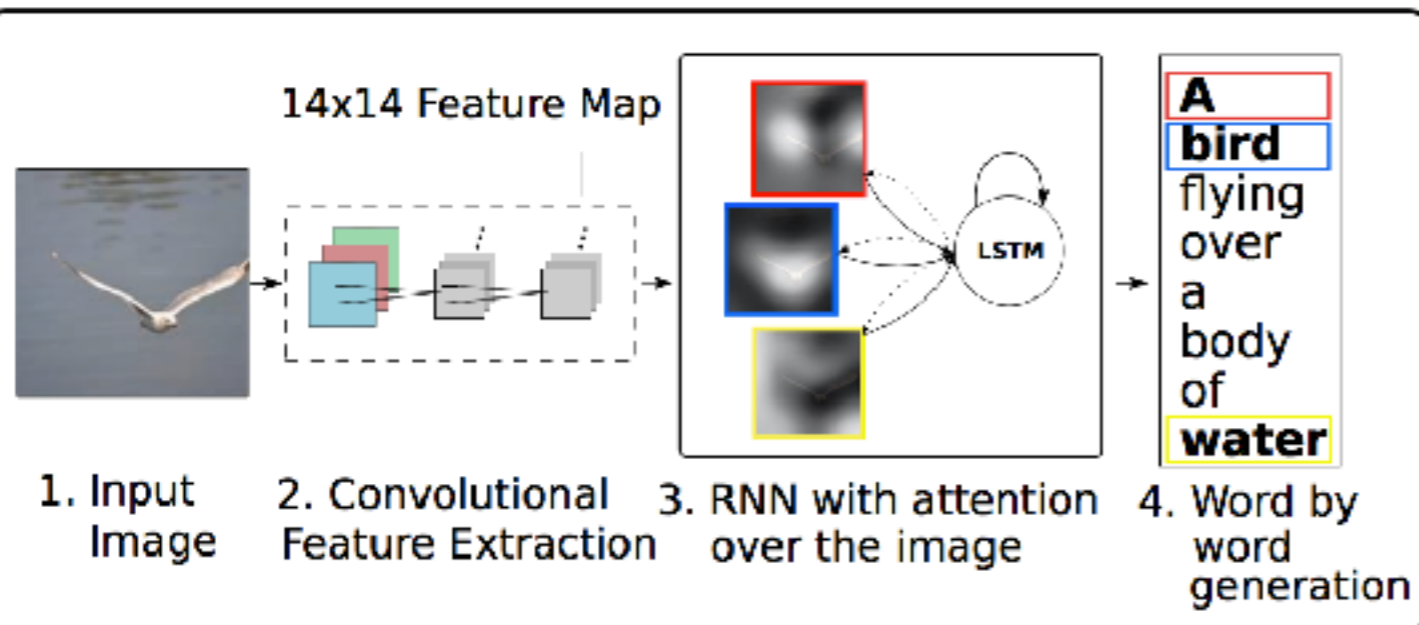 14x14 Feature Map
LSTM
A
bird
flying
over
a
body
of
water
1. Input
Image
2. Convolutional
Feature Extraction
3. RNN with attention
over the image
4. Word by
word
generation